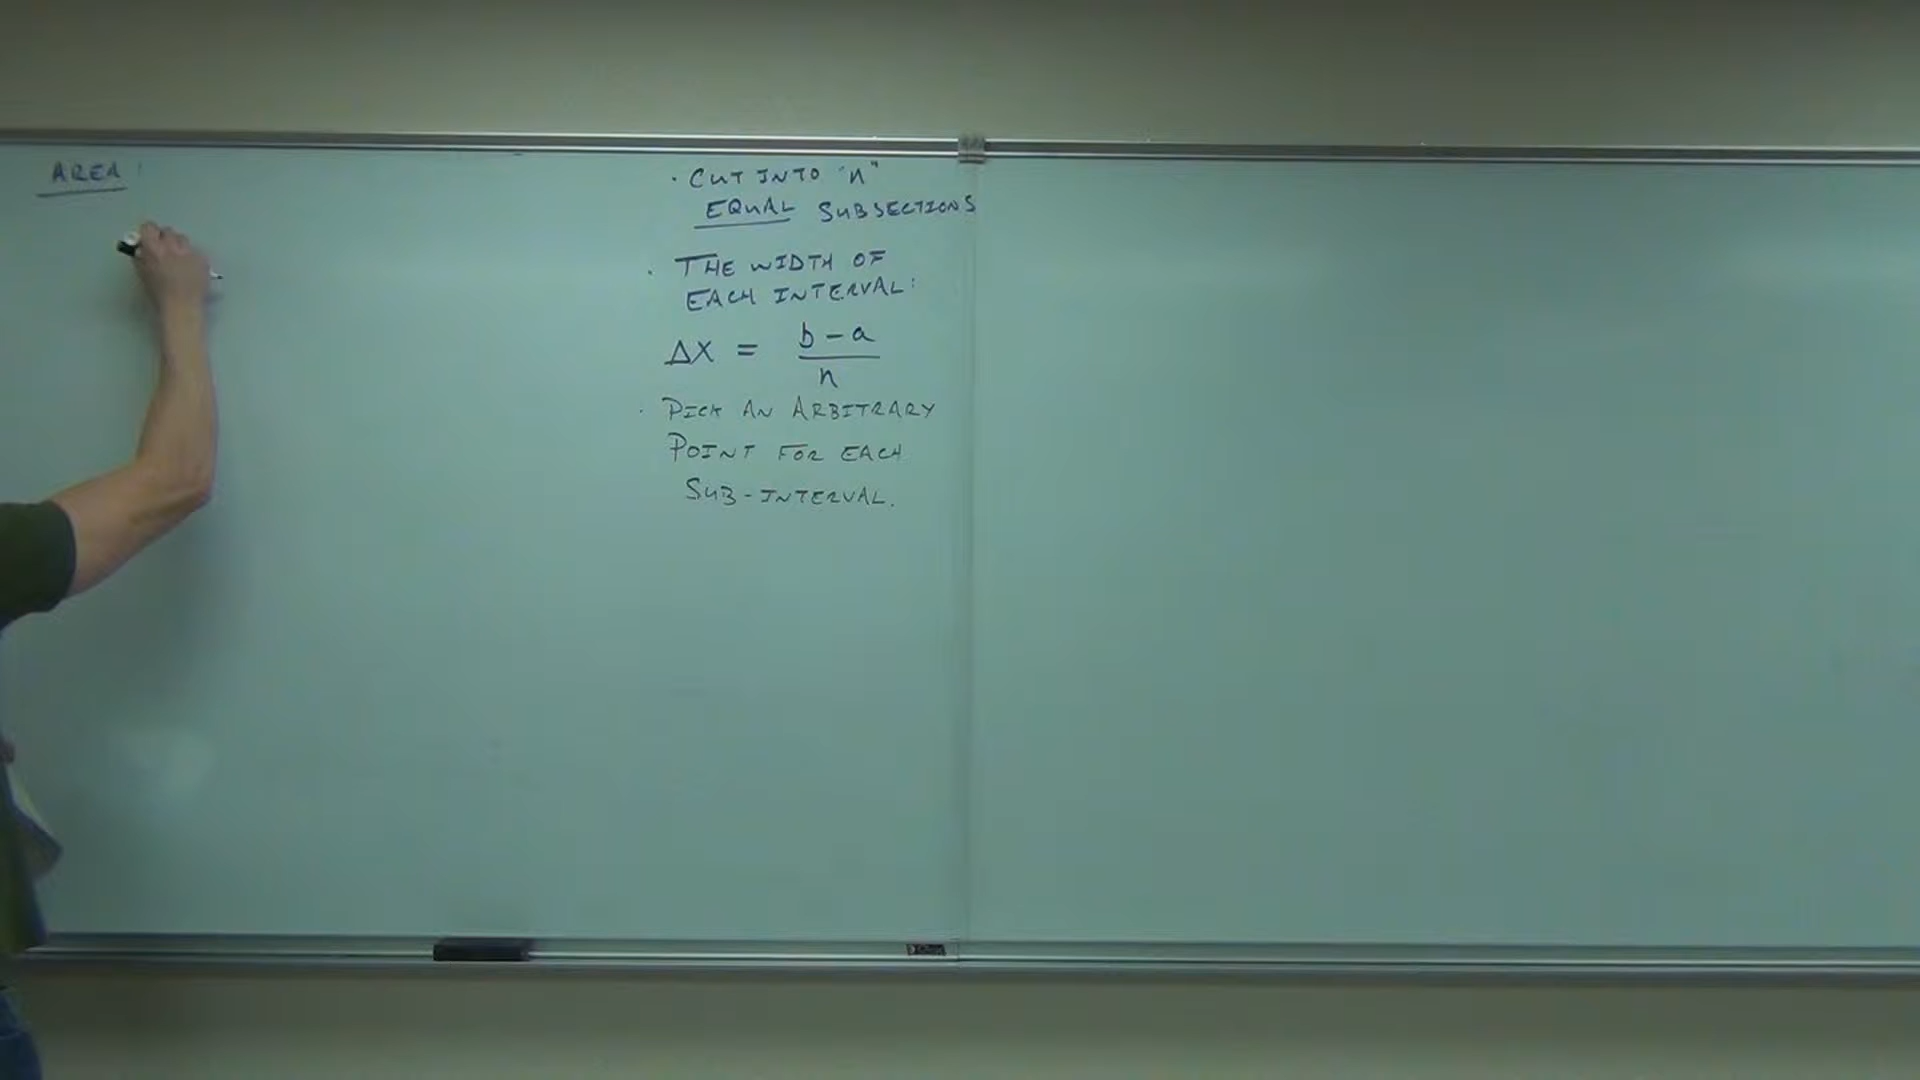 AREA:
· CUT INTO "n"
EQUAL SUBSECTIONS
· THE WIDTH OF
EACH INTERVAL:
ΔX = b-a
n
· PICK AN ARBITRARY
POINT FOR EACH
SUB-INTERVAL.